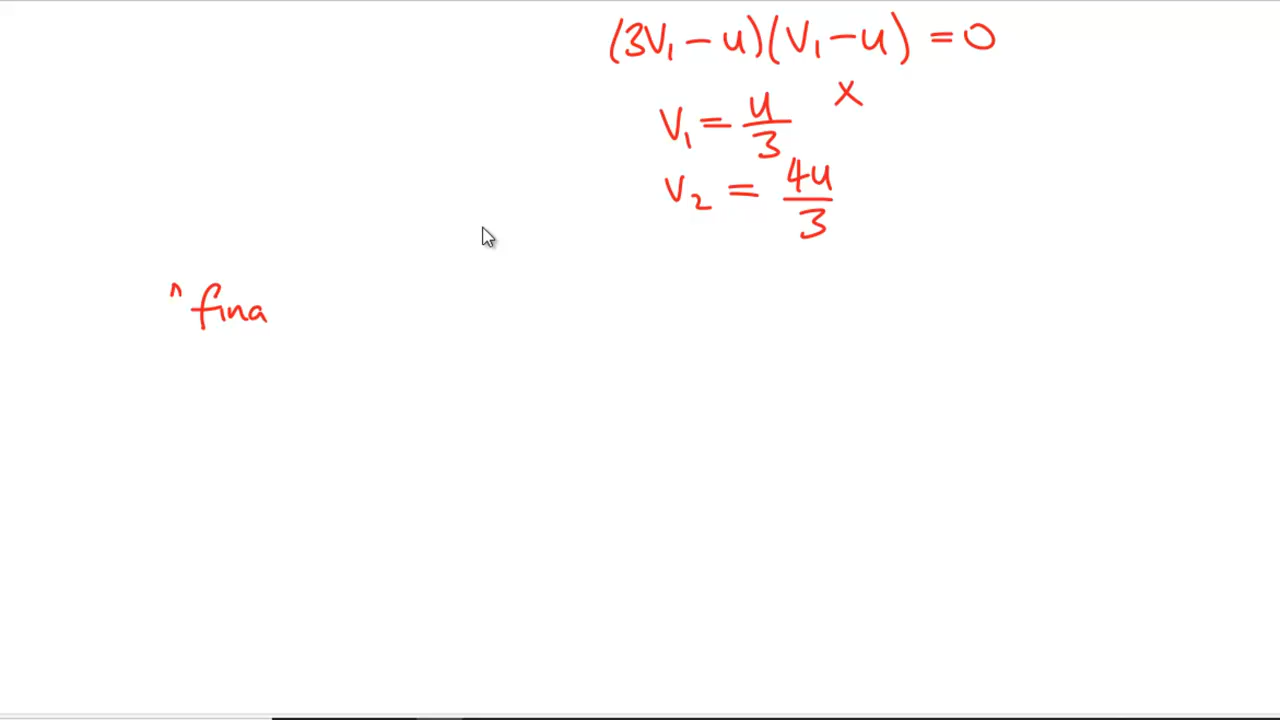 (3V₁ − u)(V₁ − u) = 0
V₁ = u/3 ×
V₂ = 4u/3
" fina